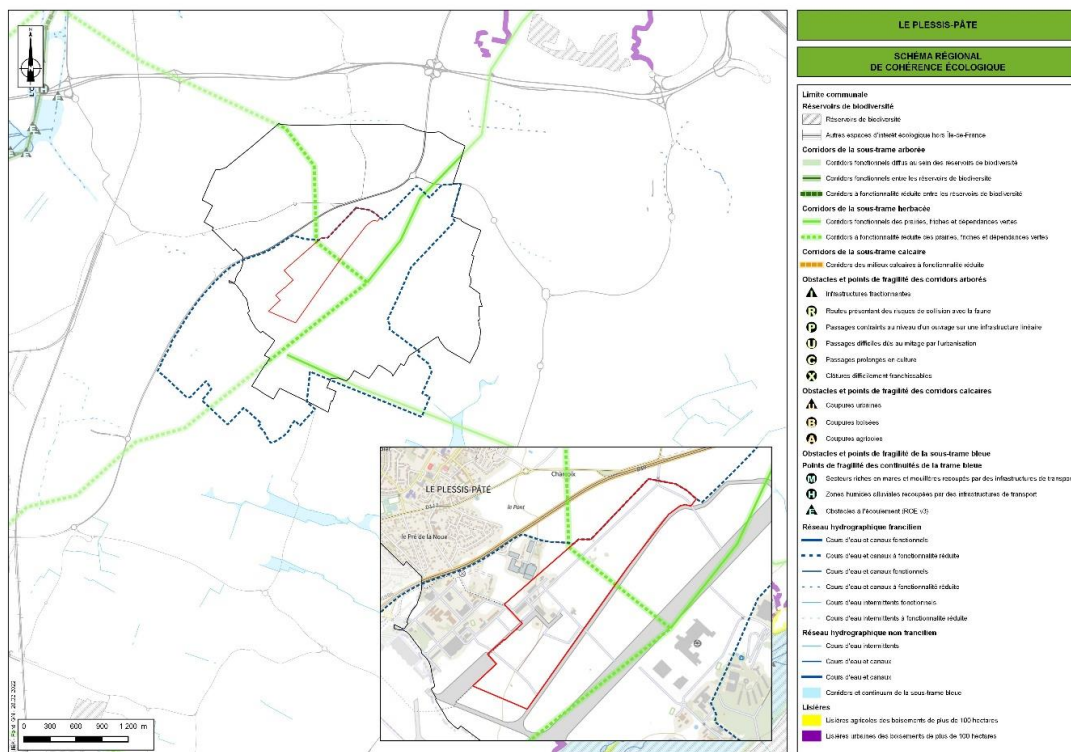 LE PLESSIS-PÂTE
SCHÉMA RÉGIONAL
DE COHÉRENCE ÉCOLOGIQUE
Limite communale
Réservoirs de biodiversité
Réservoirs de biodiversité
Autres espaces d'intérêt écologique hors Île-de-France
Corridors de la sous-trame arborée
Corridors fonctionnels diffus au sein des réservoirs de biodiversité
Corridors fonctionnels entre les réservoirs de biodiversité
Corridors à fonctionnalité réduite entre les réservoirs de biodiversité
Corridors de la sous-trame herbacée
Corridors fonctionnels des prairies, friches et dépendances vertes
Corridors à fonctionnalité réduite des prairies, friches et dépendances vertes
Corridors de la sous-trame calcaire
Corridors des milieux calcaires à fonctionnalité réduite
Obstacles et points de fragilité des corridors arborés
Infrastructures fractionnantes
R Routes présentant des risques de collision avec la faune
P Passages contraints au niveau d'un ouvrage sur une infrastructure linéaire
U Passages difficiles dûs au mitage par l'urbanisation
C Passages prolongés en culture
X Clôtures difficilement franchissables
Obstacles et points de fragilité des corridors calcaires
Coupures urbaines
B Coupures boisées
A Coupures agricoles
Obstacles et points de fragilité de la sous-trame bleue
Points de fragilité des continuités de la trame bleue
M Secteurs riches en mares et mouillères recoupés par des infrastructures de transport
H Zones humides alluviales recoupées par des infrastructures de transport
Obstacles à l'écoulement (ROE v3)
Réseau hydrographique francilien
Cours d'eau et canaux fonctionnels
Cours d'eau et canaux à fonctionnalité réduite
Cours d'eau et canaux fonctionnels
Cours d'eau et canaux à fonctionnalité réduite
Cours d'eau intermittents fonctionnels
Cours d'eau intermittents à fonctionnalité réduite
Réseau hydrographique non francilien
Cours d'eau intermittents
Cours d'eau et canaux
Cours d'eau et canaux
Corridors et continuum de la sous-trame bleue
Lisières
Lisières agricoles des boisements de plus de 100 hectares
Lisières urbaines des boisements de plus de 100 hectares
LE PLESSIS-PÂTÉ
le Pont
le Pré de la Noue
0 300 600 900 1 200 m